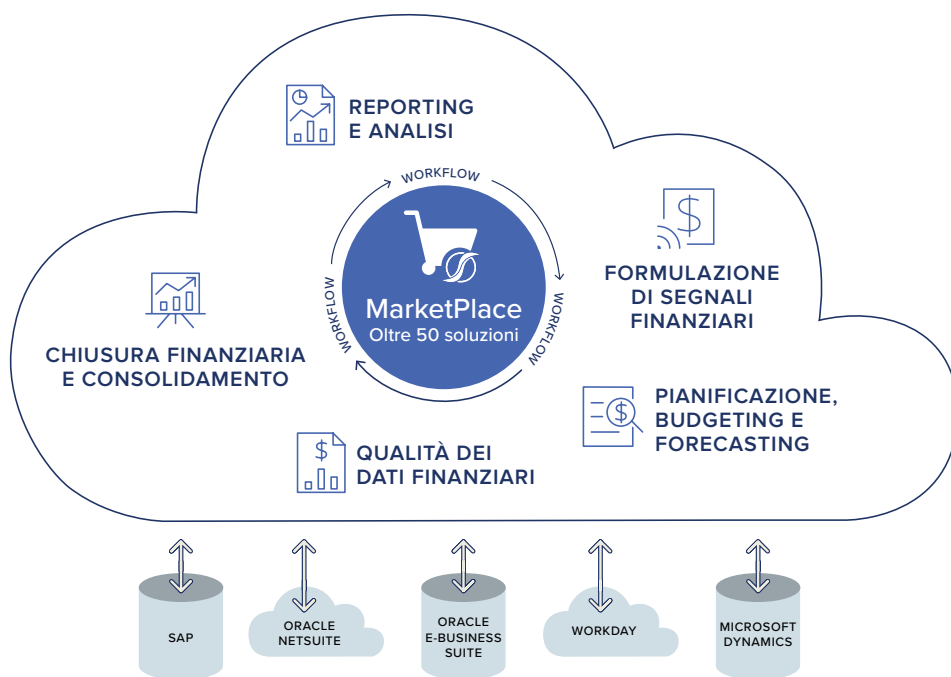 REPORTING
E ANALISI
WORKFLOW
WORKFLOW
WORKFLOW
WORKFLOW
MarketPlace
Oltre 50 soluzioni
FORMULAZIONE
DI SEGNALI
FINANZIARI
CHIUSURA FINANZIARIA
E CONSOLIDAMENTO
PIANIFICAZIONE,
BUDGETING E
FORECASTING
QUALITÀ DEI
DATI FINANZIARI
SAP
ORACLE
NETSUITE
ORACLE
E-BUSINESS
SUITE
WORKDAY
MICROSOFT
DYNAMICS